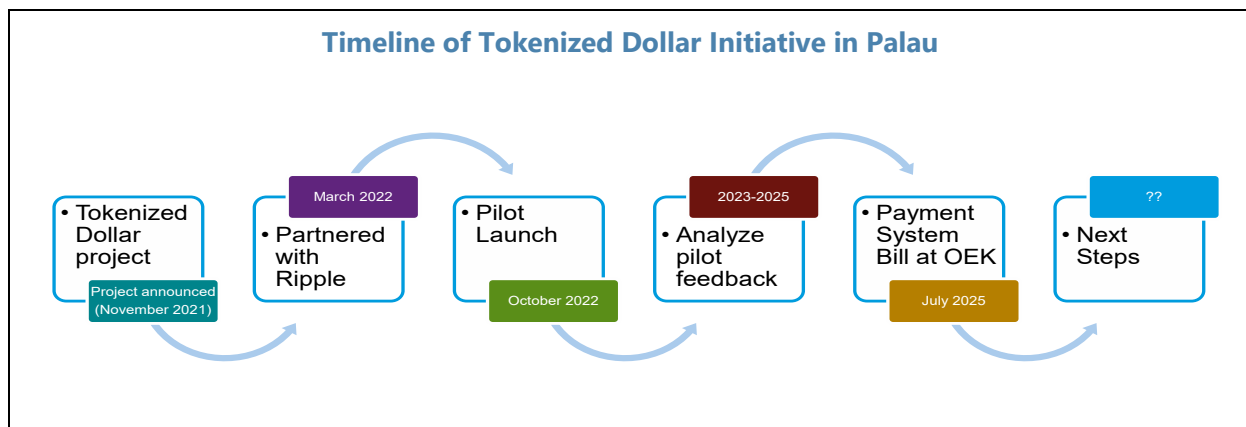 Timeline of Tokenized Dollar Initiative in Palau
• Tokenized
Dollar
project
Project announced
(November 2021)
March 2022
• Partnered
with
Ripple
• Pilot
Launch
October 2022
2023-2025
• Analyze
pilot
feedback
• Payment
System
Bill at OEK
July 2025
??
• Next
Steps